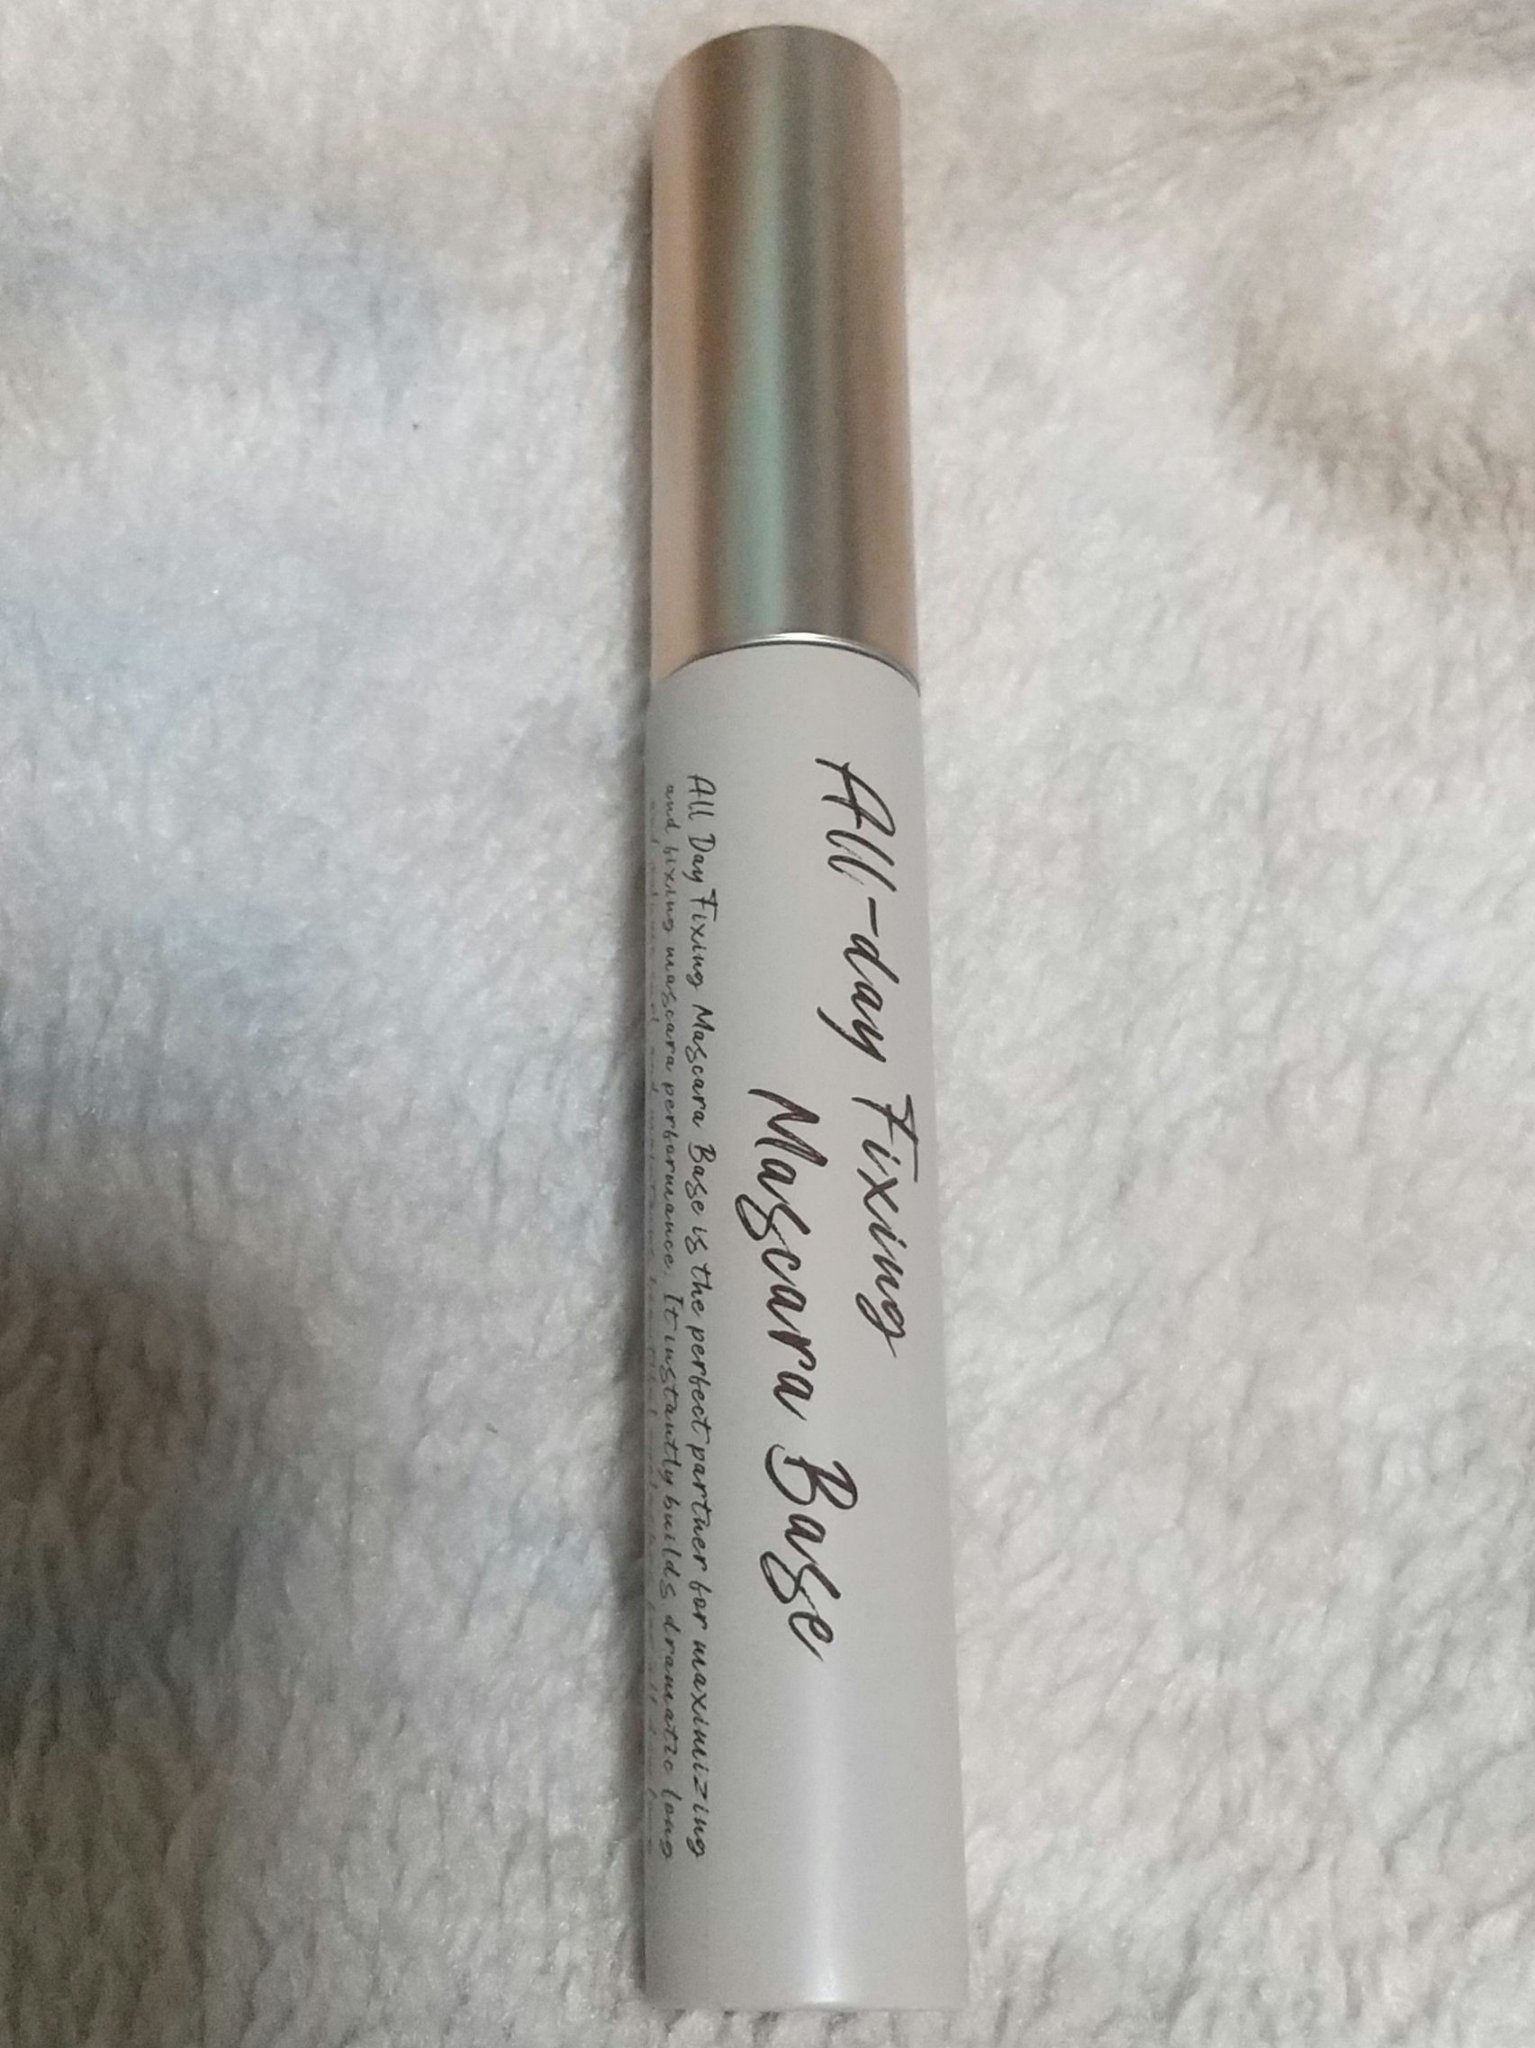 All-day Fixing
Mascara Base
All Day Fixing Mascara Base is the perfect partner for maximizing
and fixing mascara performance. It instantly builds dramatic long